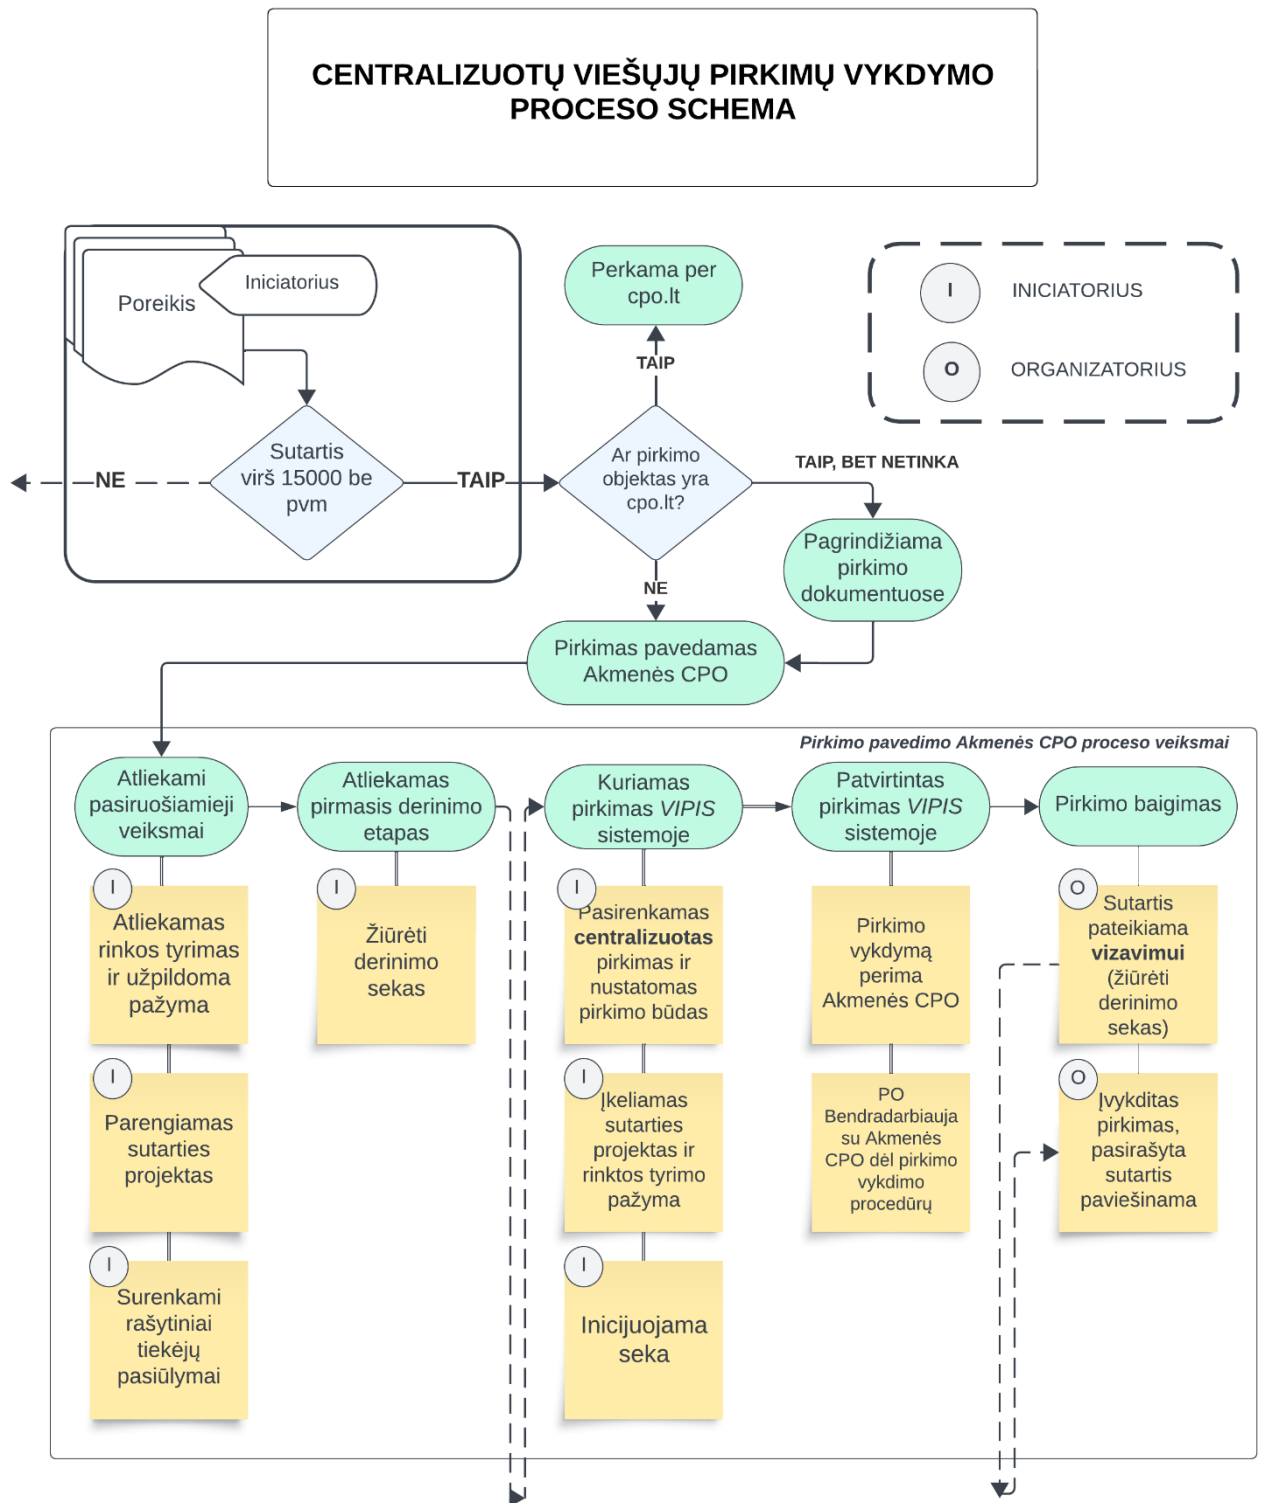 CENTRALIZUOTŲ VIEŠŲJŲ PIRKIMŲ VYKDYMO
PROCESO SCHEMA
Poreikis
Iniciatorius
Perkama per
cpo.lt
I
INICIATORIUS
O
ORGANIZATORIUS
TAIP
Sutartis
virš 15000 be
pvm
NE
TAIP
Ar pirkimo
objektas yra
cpo.lt?
TAIP, BET NETINKA
Pagrindižiama
pirkimo
dokumentuose
NE
Pirkimas pavedamas
Akmenės CPO
Pirkimo pavedimo Akmenės CPO proceso veiksmai
Atliekami
pasiruošiamieji
veiksmai
Atliekamas
pirmasis derinimo
etapas
Kuriamas
pirkimas VIPIS
sistemoje
Patvirtintas
pirkimas VIPIS
sistemoje
Pirkimo baigimas
I
Atliekamas
rinkos tyrimas
ir užpildoma
pažyma
I
Parengiamas
sutarties
projektas
I
Surenkami
rašytiniai
tiekėjų
pasiūlymai
I
Žiūrėti
derinimo
sekas
I
Pasirenkamas
centralizuotas
pirkimas ir
nustatomas
pirkimo būdas
I
Įkeliamas
sutarties
projektas ir
rinktos tyrimo
pažyma
I
Inicijuojama
seka
Pirkimo
vykdymą
perima
Akmenės CPO
PO
Bendradarbiauja
su Akmenės
CPO dėl pirkimo
vykdimo
procedūrų
O
Sutartis
pateikiama
vizavimui
(žiūrėti
derinimo
sekas)
O
Įvykditas
pirkimas,
pasirašyta
sutartis
paviešinama